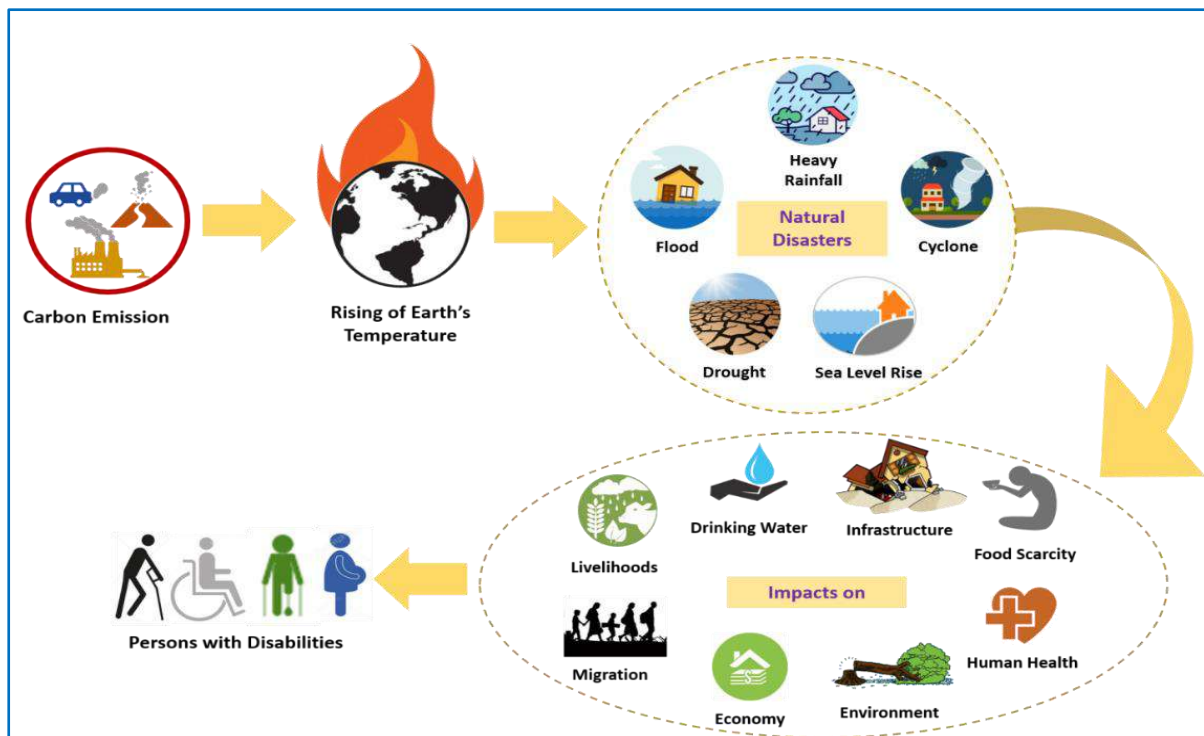 Carbon Emission
Rising of Earth's
Temperature
Heavy
Rainfall
Flood
Natural
Disasters
Cyclone
Drought
Sea Level Rise
Livelihoods
Drinking Water
Infrastructure
Food Scarcity
Impacts on
Migration
Economy
Environment
Human Health
Persons with Disabilities